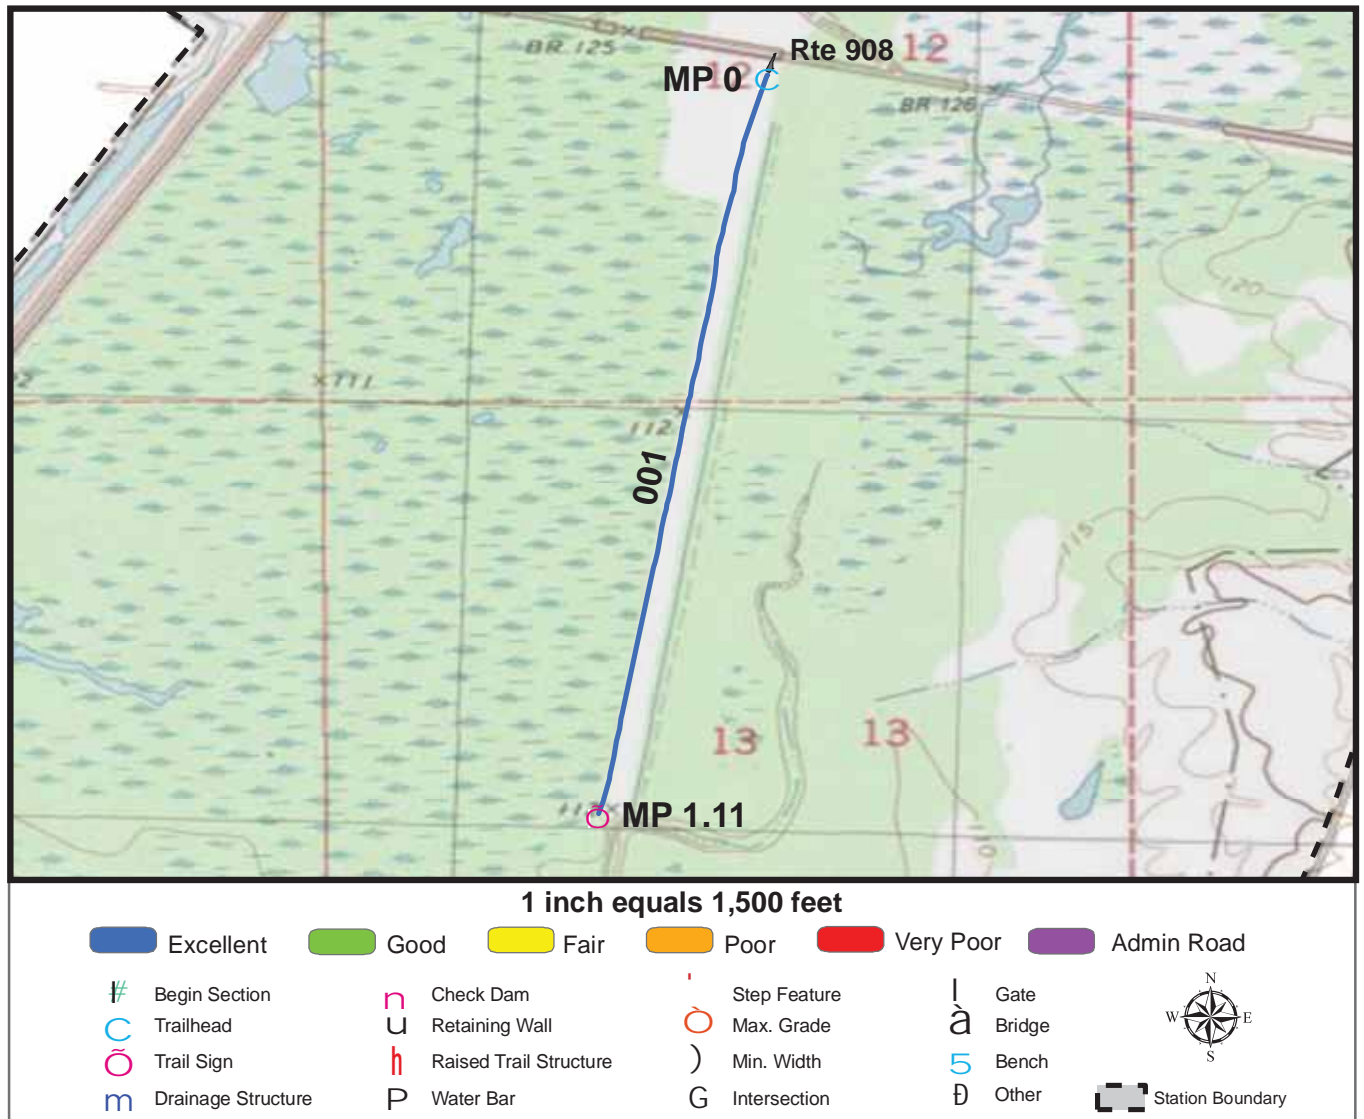 BR 125
Rte 908
12
MP 0
12
BR 126
120
X111
112
001
115
13
13
MP 1.11
110
1 inch equals 1,500 feet
Excellent
Good
Fair
Poor
Very Poor
Admin Road
Begin Section
n Check Dam
' Step Feature
Gate
C Trailhead
u Retaining Wall
Ò Max. Grade
à Bridge
Õ Trail Sign
h Raised Trail Structure
) Min. Width
5 Bench
m Drainage Structure
P Water Bar
G Intersection
Ð Other
Station Boundary
N
W E
S